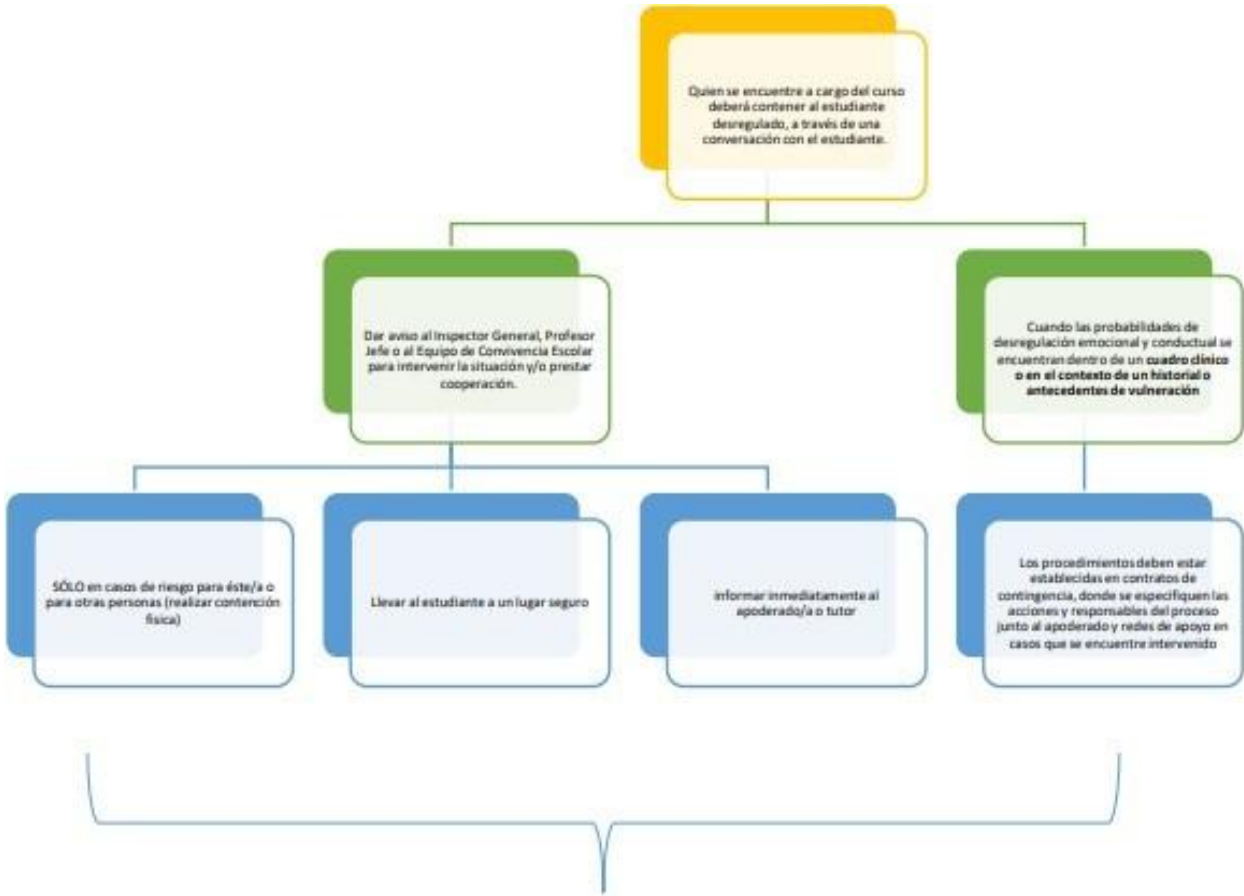 Quien se encuentre a cargo del curso
deberá contener al estudiante
desregulado, a través de una
conversación con el estudiante.
Dar aviso al Inspector General, Profesor
Jefe o al Equipo de Convivencia Escolar
para intervenir la situación y/o prestar
cooperación.
Cuando las probabilidades de
desregulación emocional y conductual se
encuentran dentro de un cuadro clínico
o en el contexto de un historial o
antecedentes de vulneración
SÓLO en casos de riesgo para éste/a o
para otras personas (realizar contención
física)
Llevar al estudiante a un lugar seguro
informar inmediatamente al
apoderado/a o tutor
Los procedimientos deben estar
establecidas en contratos de
contingencia, donde se especifiquen las
acciones y responsables del proceso
junto al apoderado y redes de apoyo en
casos que se encuentre intervenido